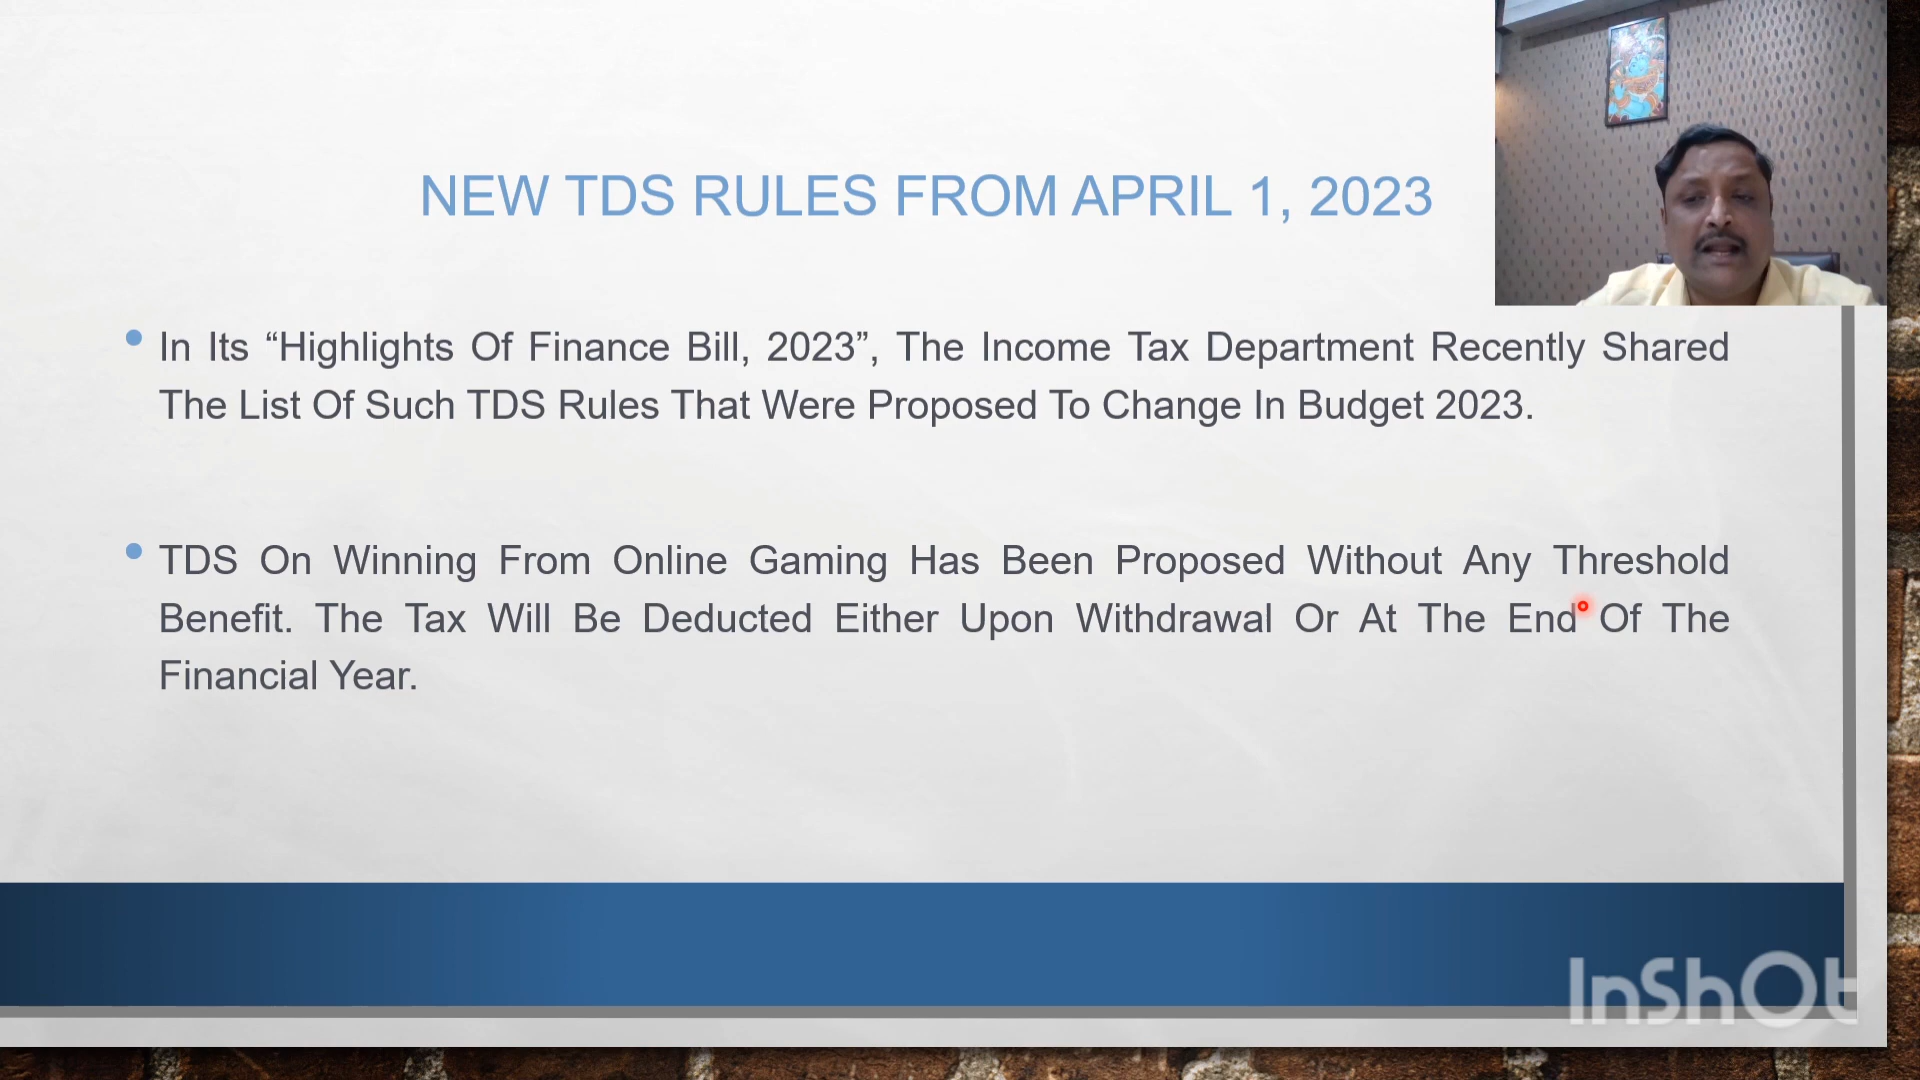 NEW TDS RULES FROM APRIL 1, 2023
• In Its “Highlights Of Finance Bill, 2023”, The Income Tax Department Recently Shared
The List Of Such TDS Rules That Were Proposed To Change In Budget 2023.
• TDS On Winning From Online Gaming Has Been Proposed Without Any Threshold
Benefit. The Tax Will Be Deducted Either Upon Withdrawal Or At The End Of The
Financial Year.
InShOt